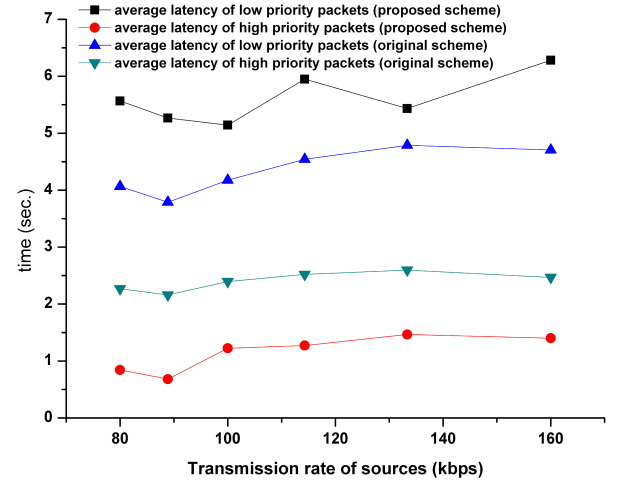 average latency of low priority packets (proposed scheme)
average latency of high priority packets (proposed scheme)
average latency of low priority packets (original scheme)
average latency of high priority packets (original scheme)
7
6
5
4
3
2
1
0
time (sec.)
80 100 120 140 160
Transmission rate of sources (kbps)